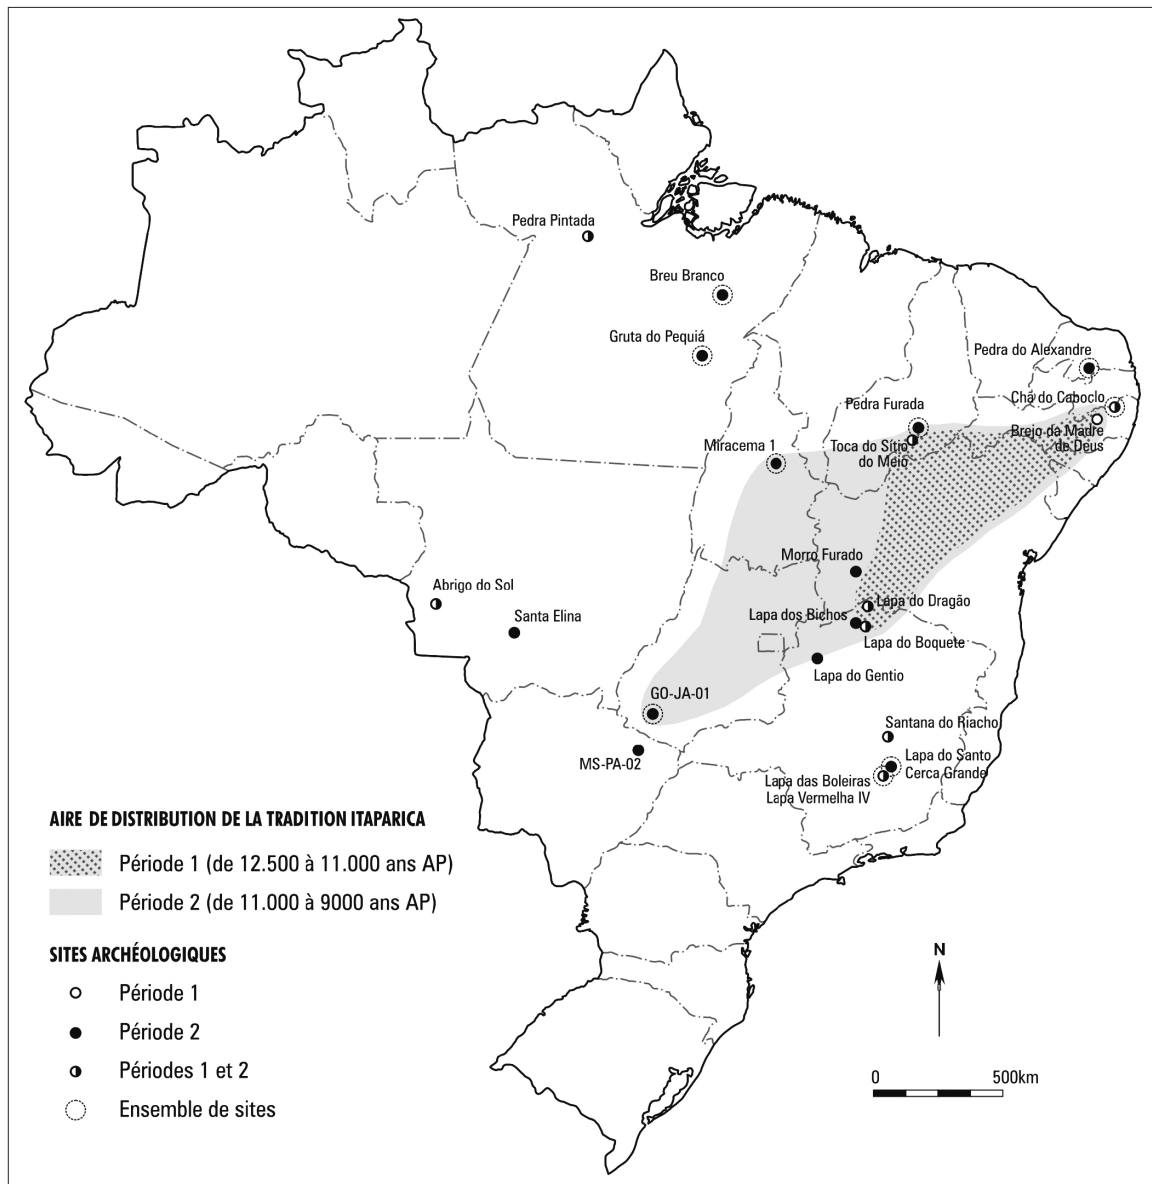 Pedra Pintada
Breu Branco
Gruta do Pequiá
Pedra do Alexandre
Chã do Caboclo
Pedra Furada
Brejo da Madre
de Deus
Miracema 1
Toca do Sítio
do Meio
Morro Furado
Abrigo do Sol
Lapa do Dragão
Santa Elina
Lapa dos Bichos
Lapa do Boquete
Lapa do Gentio
GO-JA-01
Santana do Riacho
MS-PA-02
Lapa do Santo
Cerca Grande
Lapa das Boleiras
Lapa Vermelha IV
AIRE DE DISTRIBUTION DE LA TRADITION ITAPARICA
Période 1 (de 12.500 à 11.000 ans AP)
Période 2 (de 11.000 à 9000 ans AP)
SITES ARCHÉOLOGIQUES
Période 1
Période 2
Périodes 1 et 2
Ensemble de sites
N
0 500km